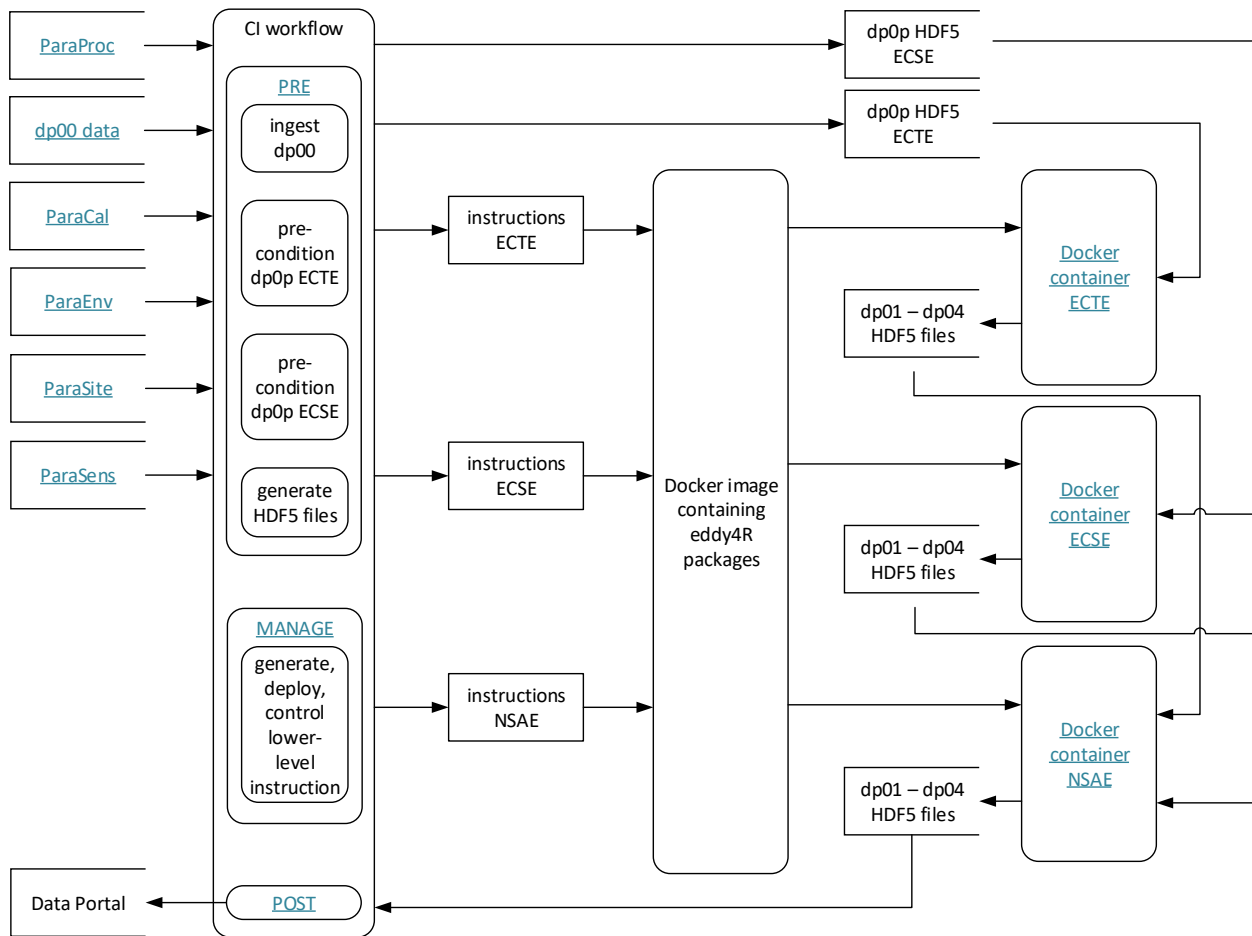 ParaProc
dp00 data
ParaCal
ParaEnv
ParaSite
ParaSens
Data Portal
CI workflow
PRE
ingest
dp00
pre-
condition
dp0p ECTE
pre-
condition
dp0p ECSE
generate
HDF5 files
MANAGE
generate,
deploy,
control
lower-
level
instruction
POST
instructions
ECTE
instructions
ECSE
instructions
NSAE
Docker image
containing
eddy4R
packages
dp0p HDF5
ECSE
dp0p HDF5
ECTE
dp01 – dp04
HDF5 files
dp01 – dp04
HDF5 files
dp01 – dp04
HDF5 files
Docker
container
ECTE
Docker
container
ECSE
Docker
container
NSAE